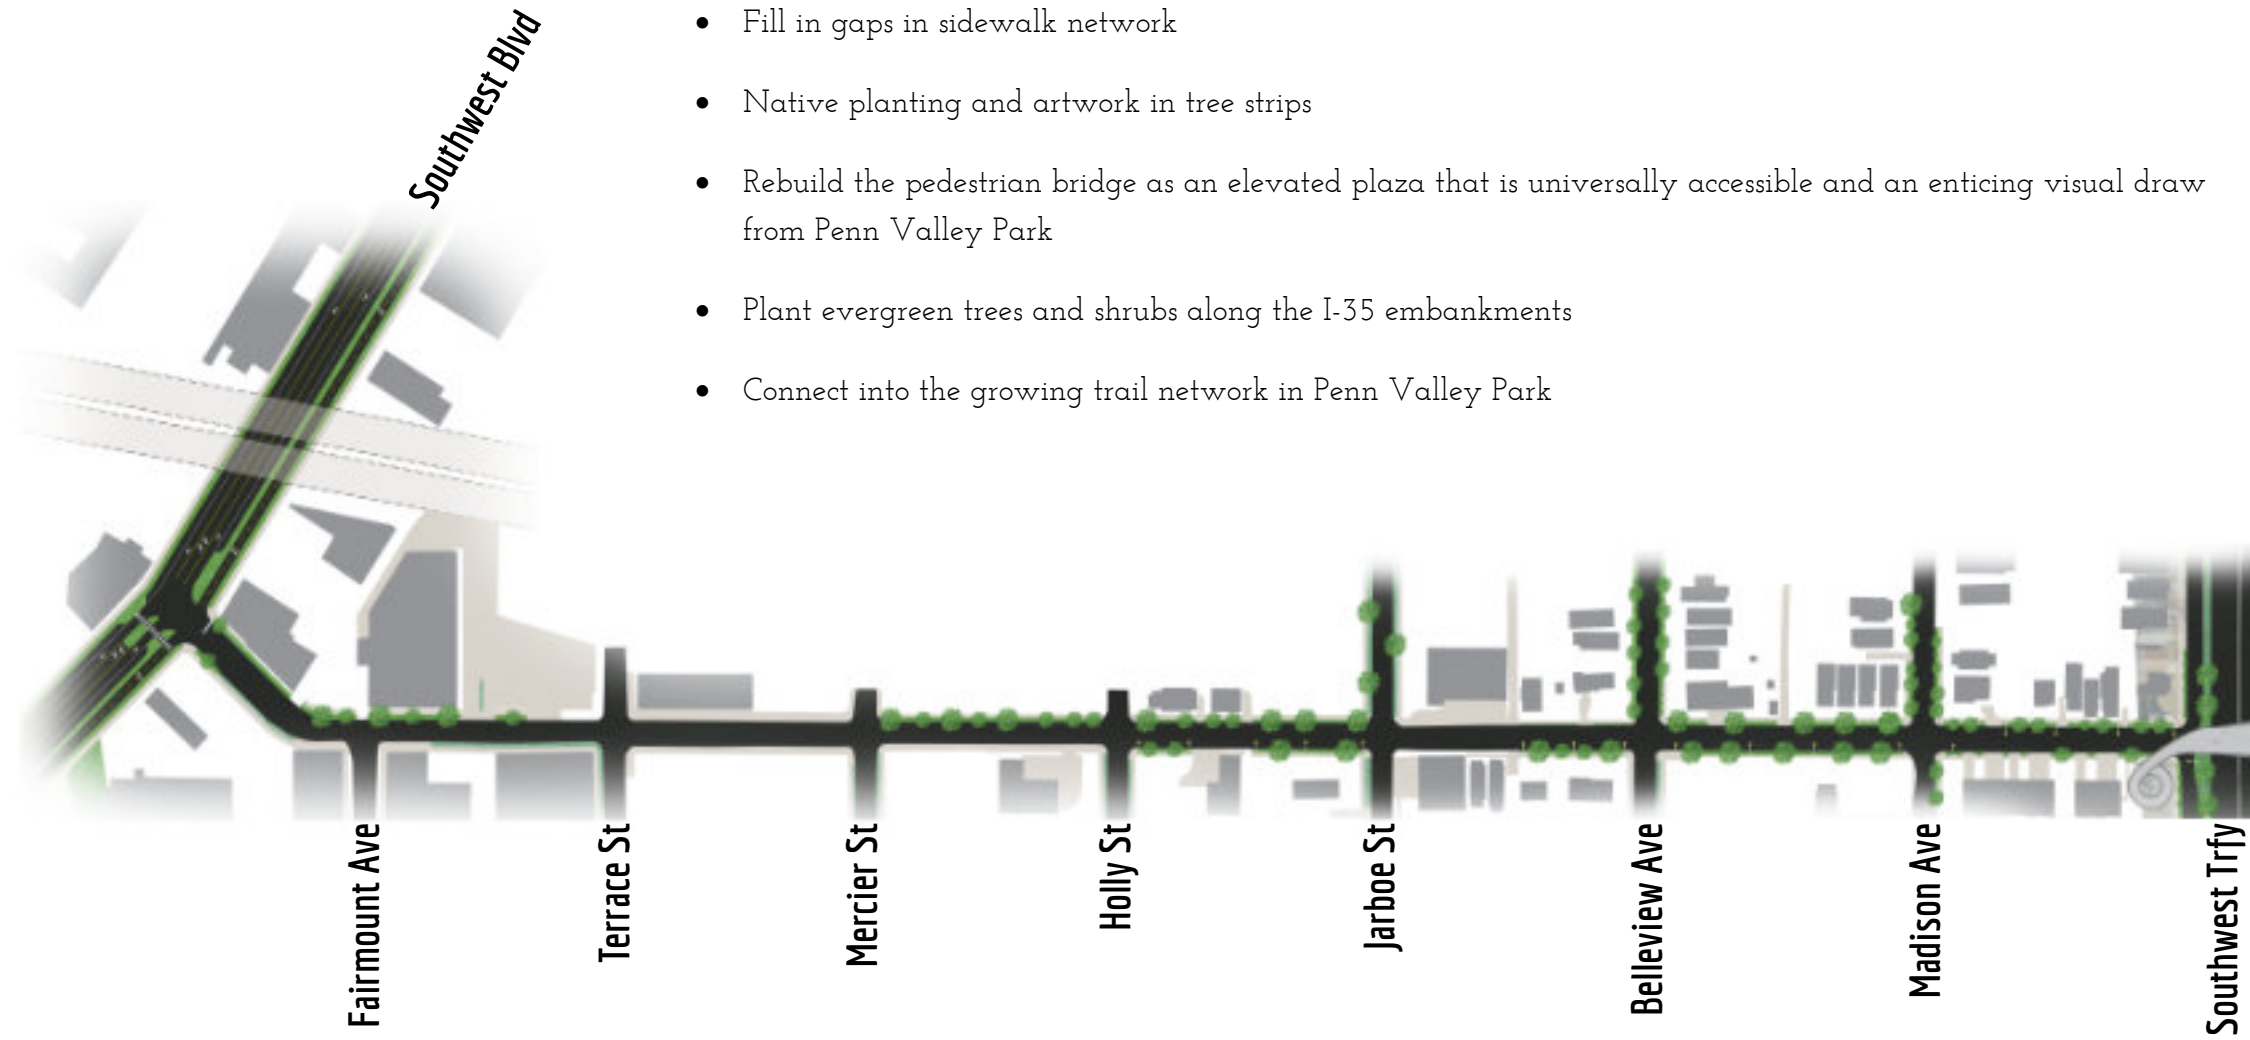 Southwest Blvd
• Fill in gaps in sidewalk network
• Native planting and artwork in tree strips
• Rebuild the pedestrian bridge as an elevated plaza that is universally accessible and an enticing visual draw
from Penn Valley Park
• Plant evergreen trees and shrubs along the I-35 embankments
• Connect into the growing trail network in Penn Valley Park
Fairmount Ave
Terrace St
Mercier St
Holly St
Jarboe St
Belleview Ave
Madison Ave
Southwest Trfy